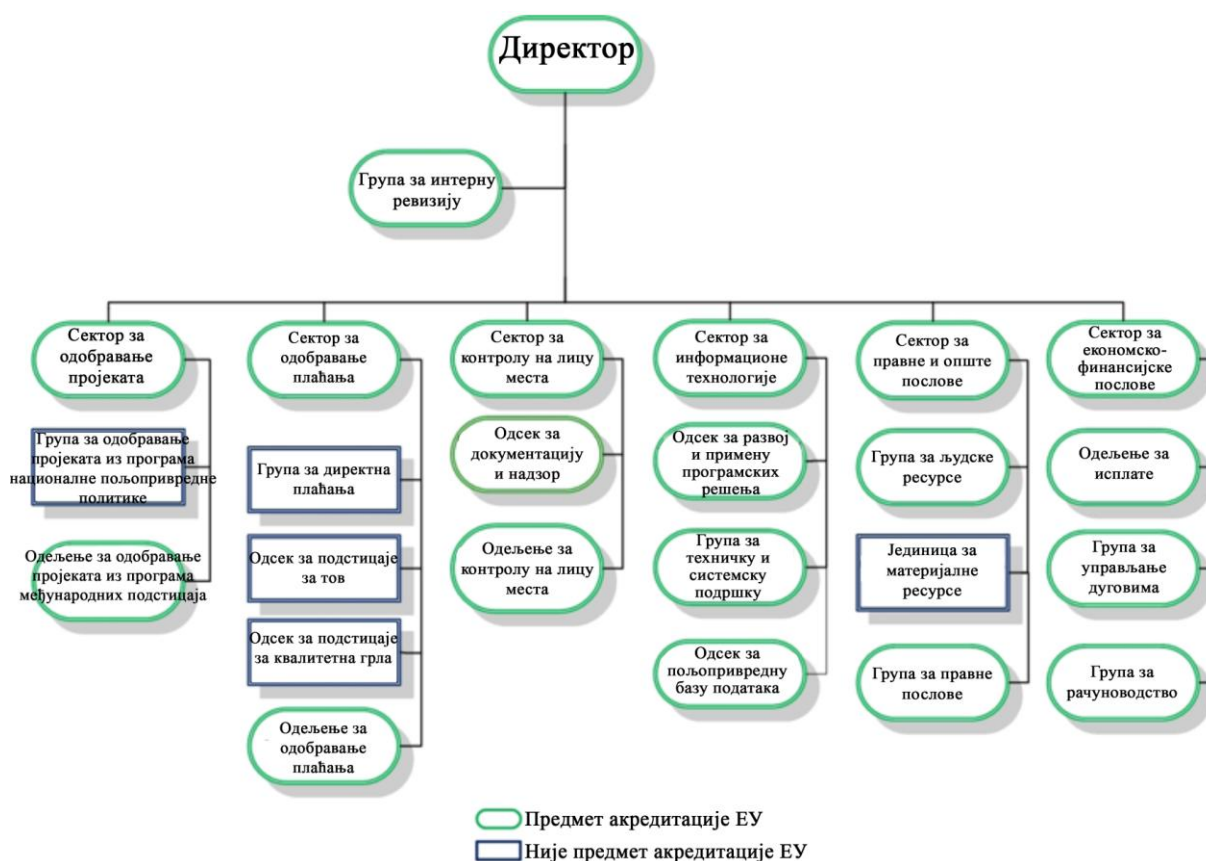 Директор
Група за интерну
ревизију
Сектор за
одобравање
пројеката
Група за одобравање
пројеката из програма
националне пољопривредне
политике
Одељење за одобравање
пројеката из програма
међународних подстицаја
Сектор за
одобравање
плаћања
Група за директна
плаћања
Одсек за подстицаје
за тов
Одсек за подстицаје
за квалитетна грла
Одељење за
одобравање
плаћања
Сектор за
контролу на лицу
места
Одсек за
документацију
и надзор
Одељење за
контролу на лицу
места
Сектор за
информационе
технологије
Одсек за развој
и примену
програмских
решења
Група за
техничку и
системску
подршку
Одсек за
пољопривредну
базу података
Сектор за
правне и опште
послове
Група за људске
ресурсе
Јединица за
материјалне
ресурсе
Група за правне
послове
Сектор за
економско-
финансијске
послове
Одељење за
исплате
Група за
управљање
дуговима
Група за
рачуноводство
Предмет акредитације ЕУ
Није предмет акредитације ЕУ